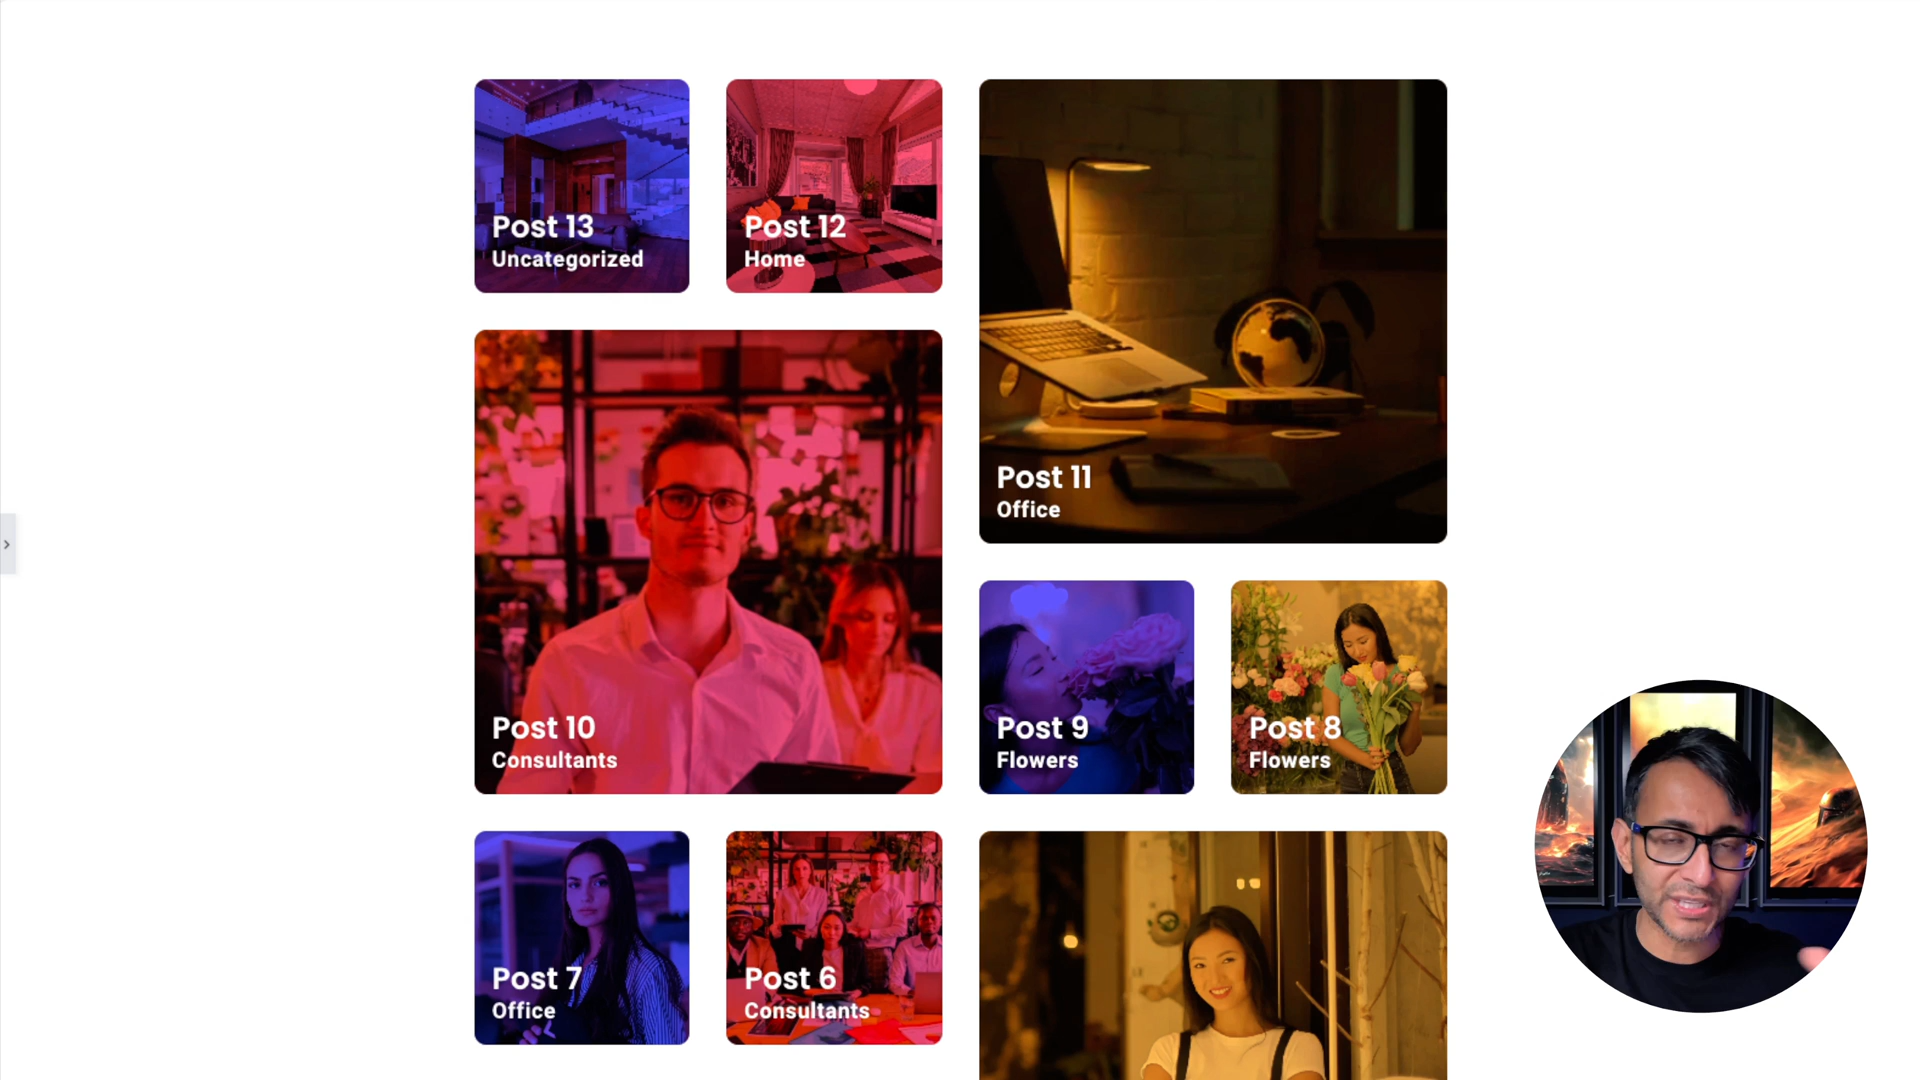 Post 13
Uncategorized
Post 12
Home
Post 11
Office
Post 10
Consultants
Post 9
Flowers
Post 8
Flowers
Post 7
Office
Post 6
Consultants